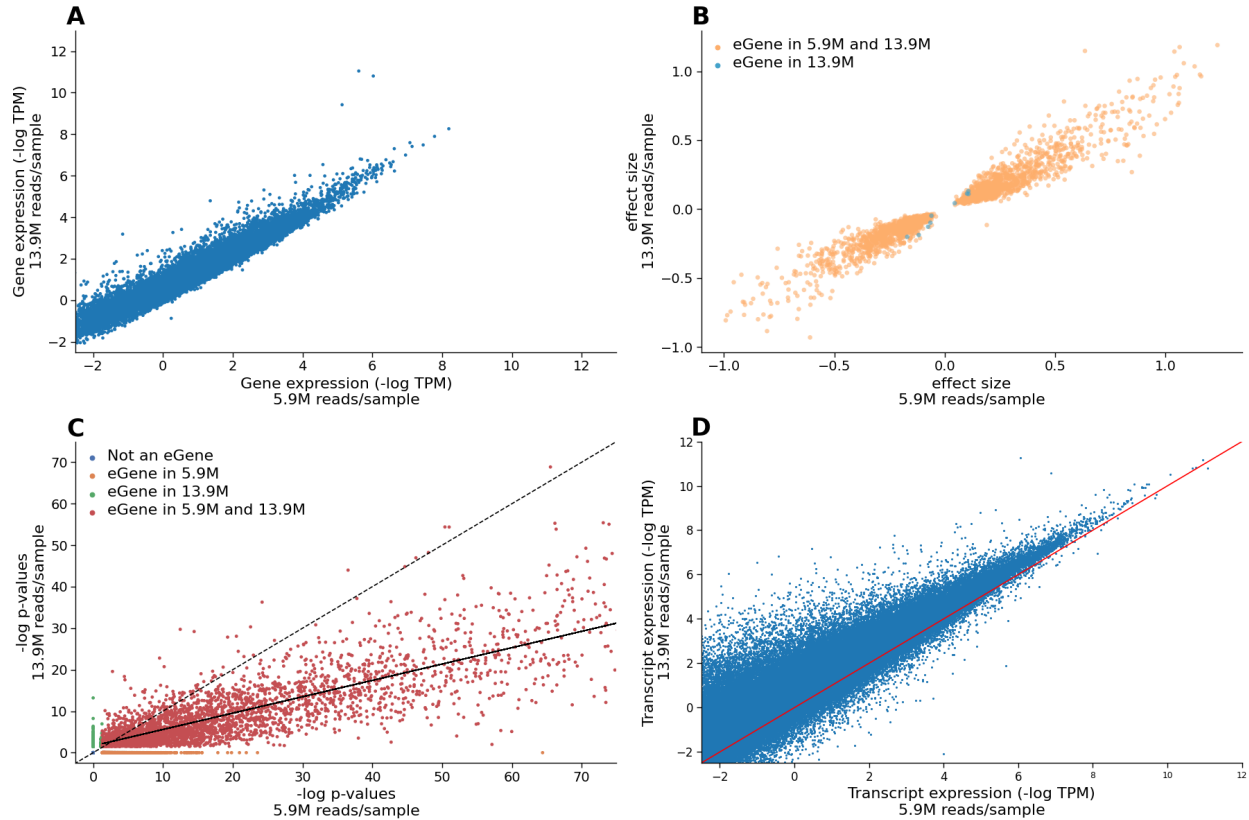 A
Gene expression (-log TPM)
13.9M reads/sample
12
10
8
6
4
2
0
−2
−2 0 2 4 6 8 10 12
Gene expression (-log TPM)
5.9M reads/sample
B
eGene in 5.9M and 13.9M
eGene in 13.9M
effect size
13.9M reads/sample
1.0
0.5
0.0
−0.5
−1.0
−1.0 −0.5 0.0 0.5 1.0
effect size
5.9M reads/sample
C
Not an eGene
eGene in 5.9M
eGene in 13.9M
eGene in 5.9M and 13.9M
-log p-values
13.9M reads/sample
70
60
50
40
30
20
10
0
0 10 20 30 40 50 60 70
-log p-values
5.9M reads/sample
D
Transcript expression (-log TPM)
13.9M reads/sample
12
10
8
6
4
2
0
−2
−2 0 2 4 6 8 10 12
Transcript expression (-log TPM)
5.9M reads/sample